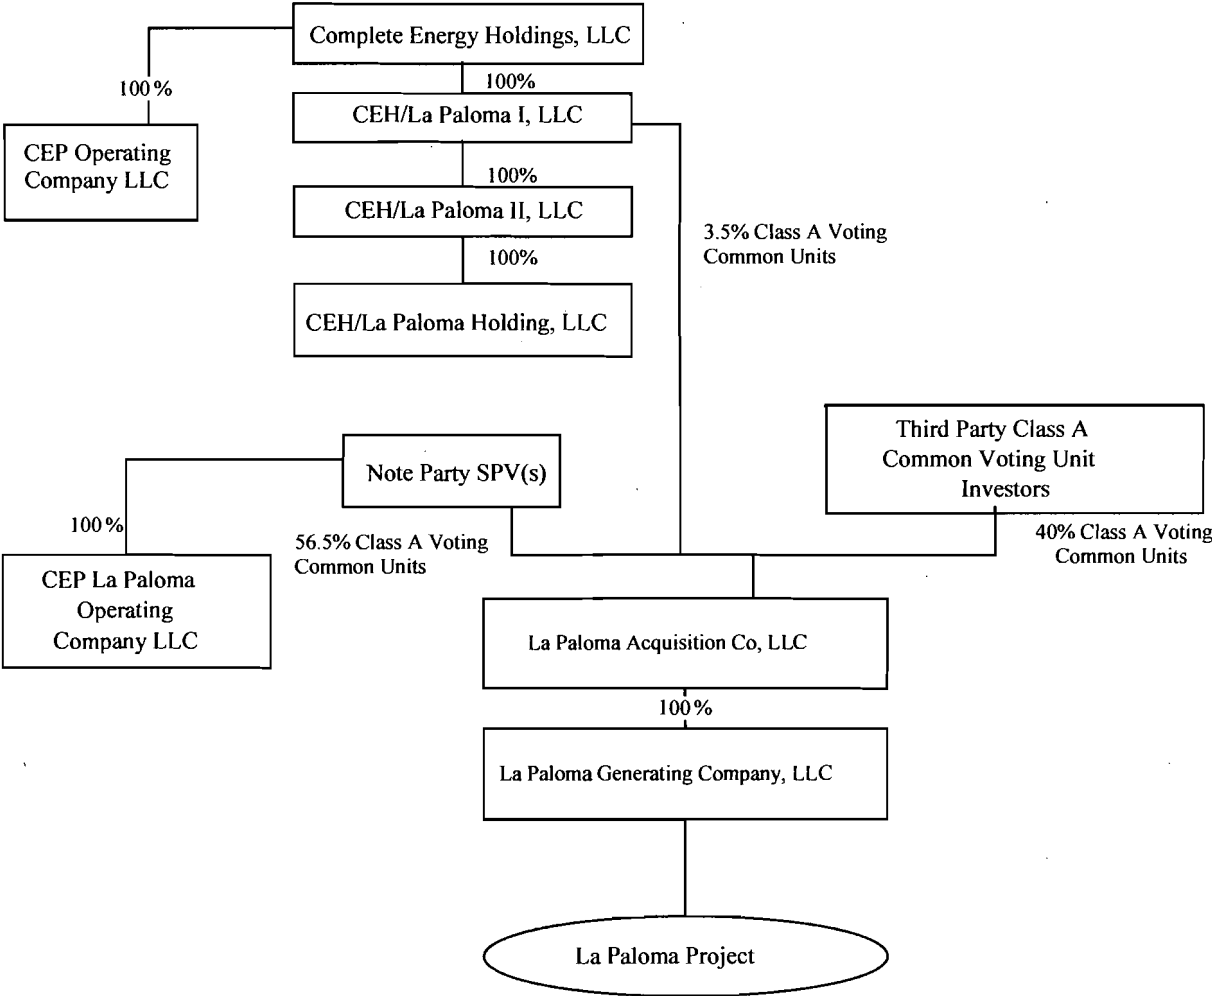 Complete Energy Holdings, LLC
100%
100%
CEH/La Paloma I, LLC
CEP Operating
Company LLC
100%
CEH/La Paloma II, LLC
3.5% Class A Voting
Common Units
100%
CEH/La Paloma Holding, LLC
Third Party Class A
Common Voting Unit
Investors
Note Party SPV(s)
100%
56.5% Class A Voting
Common Units
40% Class A Voting
Common Units
CEP La Paloma
Operating
Company LLC
La Paloma Acquisition Co, LLC
100%
La Paloma Generating Company, LLC
La Paloma Project